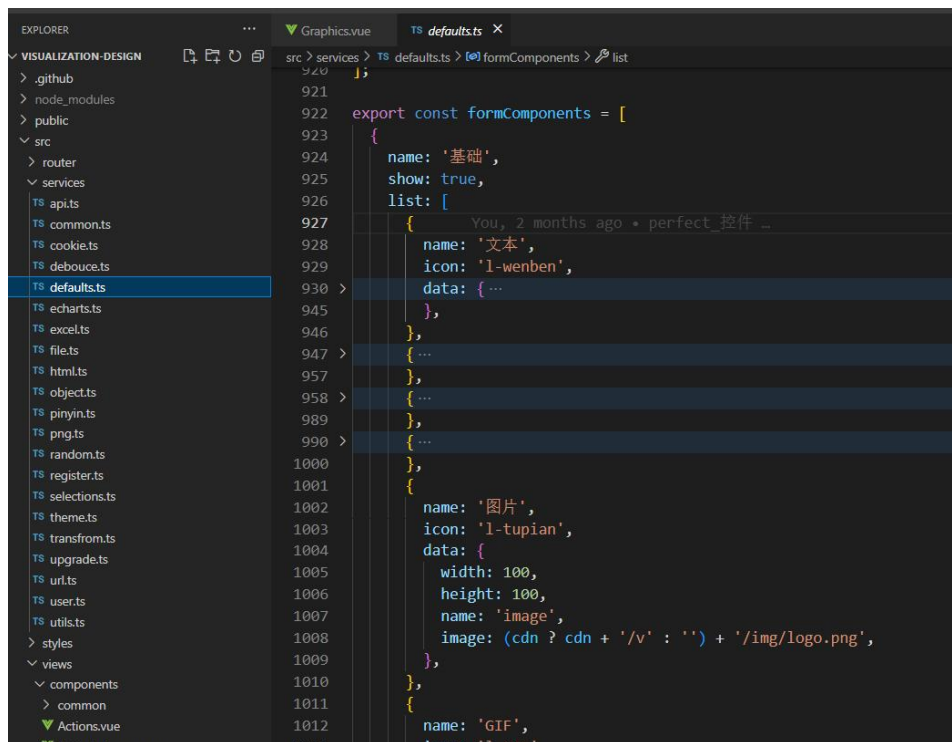 EXPLORER
VISUALIZATION-DESIGN
.github
node_modules
public
src
router
services
TS api.ts
TS common.ts
TS cookie.ts
TS debouce.ts
TS defaults.ts
TS echarts.ts
TS excel.ts
TS file.ts
TS html.ts
TS object.ts
TS pinyin.ts
TS png.ts
TS random.ts
TS register.ts
TS selections.ts
TS theme.ts
TS transfrom.ts
TS upgrade.ts
TS url.ts
TS user.ts
TS utils.ts
styles
views
components
common
Actions.vue
Graphics.vue TS defaults.ts
src > services > TS defaults.ts > formComponents > list
920 ];
921
922 export const formComponents = [
923 {
924 name: '基础',
925 show: true,
926 list: [
927 { You, 2 months ago • perfect_控件 …
928 name: '文本',
929 icon: 'l-wenben',
930 data: { ···
945 },
946 },
947 { ···
957 },
958 { ···
989 },
990 { ···
1000 },
1001 {
1002 name: '图片',
1003 icon: 'l-tupian',
1004 data: {
1005 width: 100,
1006 height: 100,
1007 name: 'image',
1008 image: (cdn ? cdn + '/v' : '') + '/img/logo.png',
1009 },
1010 },
1011 {
1012 name: 'GIF',